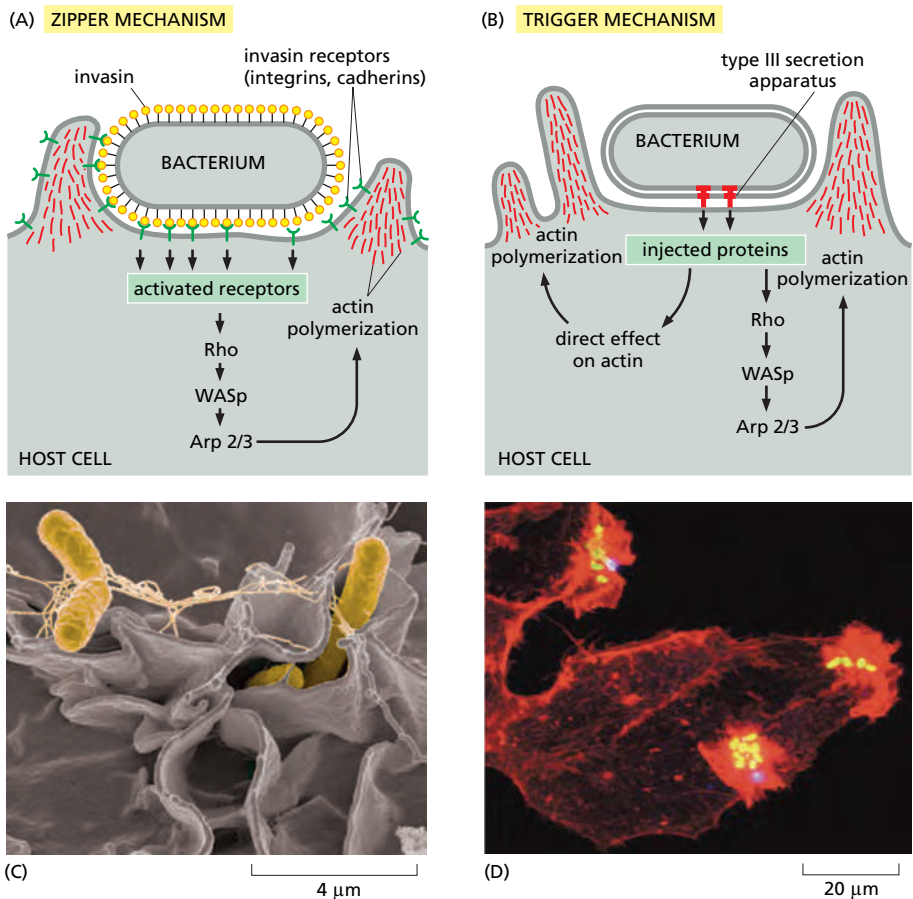 (A) ZIPPER MECHANISM
invasin
invasin receptors
(integrins, cadherins)
BACTERIUM
activated receptors
actin
polymerization
Rho
WASp
Arp 2/3
HOST CELL
(B) TRIGGER MECHANISM
type III secretion
apparatus
BACTERIUM
actin
polymerization
injected proteins
actin
polymerization
direct effect
on actin
Rho
WASp
Arp 2/3
HOST CELL
(C)
4 μm
(D)
20 μm